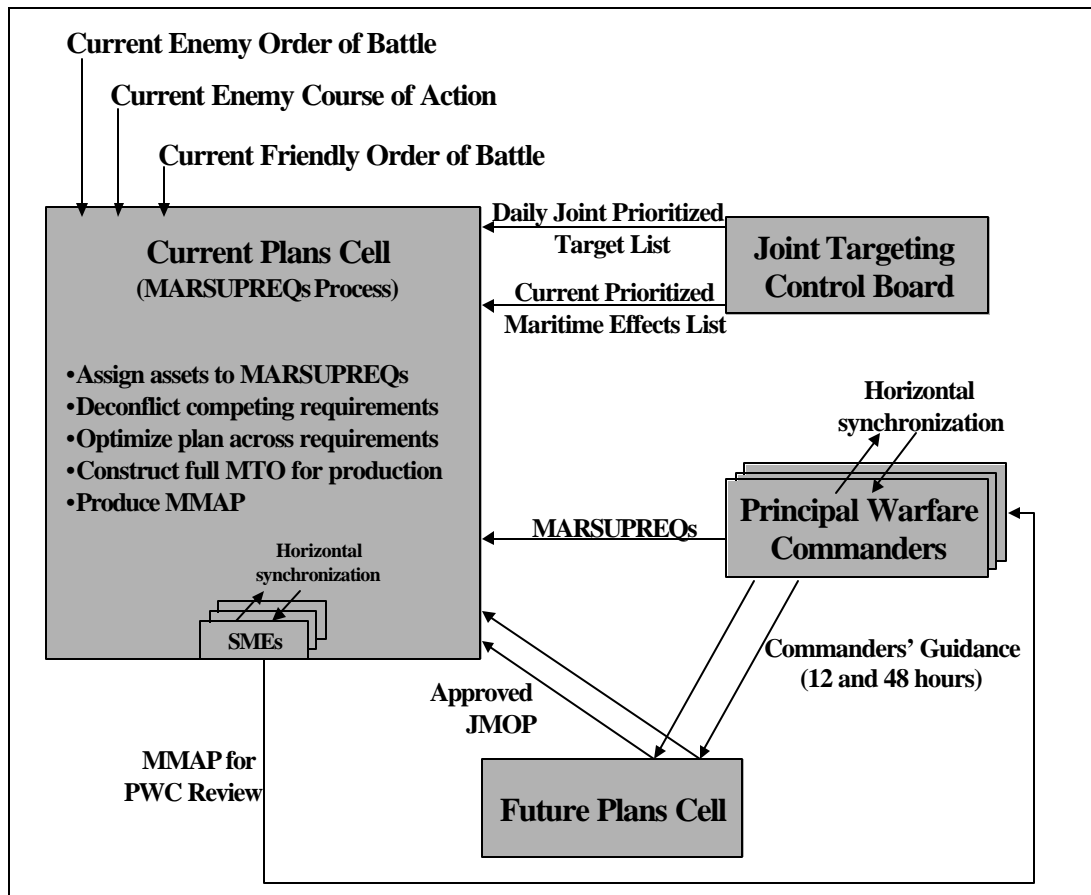 Current Enemy Order of Battle
Current Enemy Course of Action
Current Friendly Order of Battle
Current Plans Cell
(MARSUPREQs Process)
•Assign assets to MARSUPREQs
•Deconflict competing requirements
•Optimize plan across requirements
•Construct full MTO for production
•Produce MMAP
Horizontal
synchronization
SMEs
Daily Joint Prioritized
Target List
Current Prioritized
Maritime Effects List
Joint Targeting
Control Board
Horizontal
synchronization
MARSUPREQs
Principal Warfare
Commanders
Commanders' Guidance
(12 and 48 hours)
Approved
JMOP
MMAP for
PWC Review
Future Plans Cell